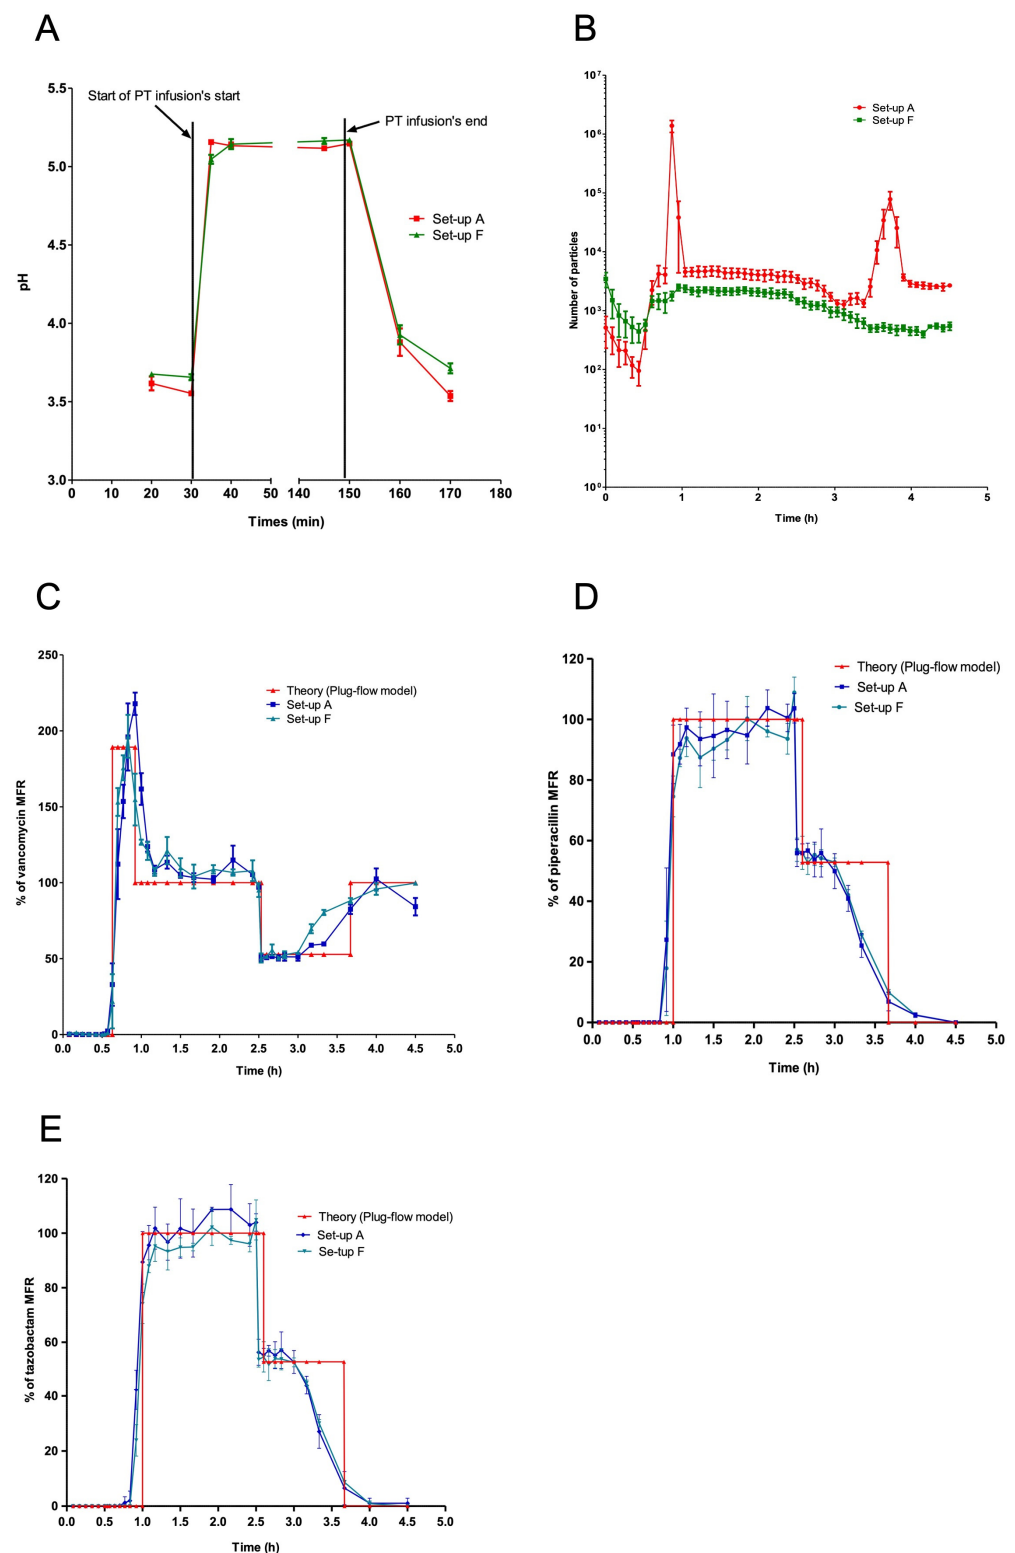 A
5.5
5.0
4.5
4.0
3.5
3.0
pH
0 10 20 30 40 50 140 150 160 170 180
Times (min)
Start of PT infusion's start
PT infusion's end
Set-up A
Set-up F
B
10⁷
10⁶
10⁵
10⁴
10³
10²
10¹
10⁰
Number of particles
0 1 2 3 4 5
Time (h)
Set-up A
Set-up F
C
250
200
150
100
50
0
% of vancomycin MFR
0.0 0.5 1.0 1.5 2.0 2.5 3.0 3.5 4.0 4.5 5.0
Time (h)
Theory (Plug-flow model)
Set-up A
Set-up F
D
120
100
80
60
40
20
0
% of piperacillin MFR
0.0 0.5 1.0 1.5 2.0 2.5 3.0 3.5 4.0 4.5 5.0
Time (h)
Theory (Plug-flow model)
Set-up A
Set-up F
E
120
100
80
60
40
20
0
% of tazobactam MFR
0.0 0.5 1.0 1.5 2.0 2.5 3.0 3.5 4.0 4.5 5.0
Time (h)
Theory (Plug-flow model)
Set-up A
Se-tup F